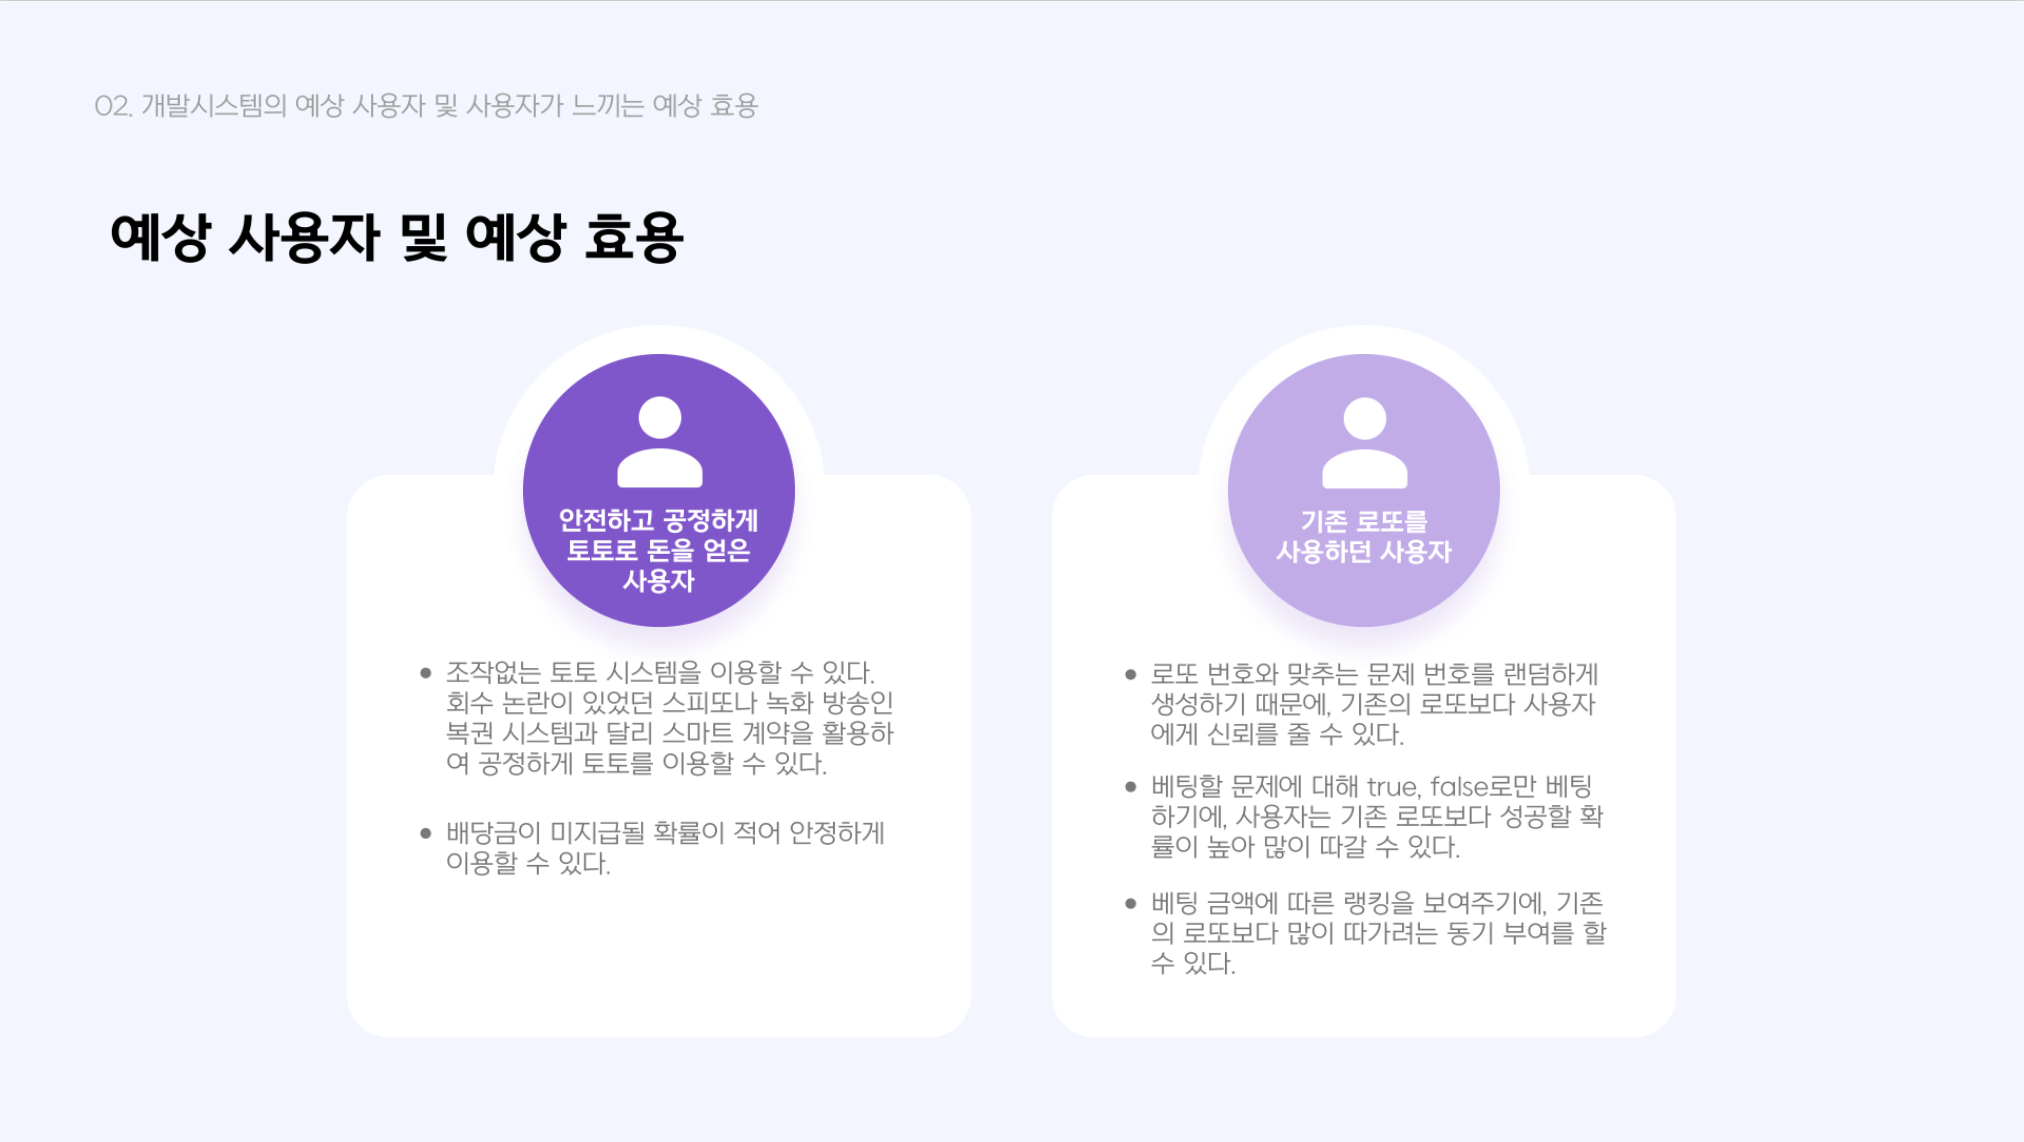 02. 개발시스템의 예상 사용자 및 사용자가 느끼는 예상 효용
예상 사용자 및 예상 효용
안전하고 공정하게
토토로 돈을 얻은
사용자
• 조작없는 토토 시스템을 이용할 수 있다.
회수 논란이 있었던 스피또나 녹화 방송인
복권 시스템과 달리 스마트 계약을 활용하
여 공정하게 토토를 이용할 수 있다.
• 배당금이 미지급될 확률이 적어 안정하게
이용할 수 있다.
기존 로또를
사용하던 사용자
• 로또 번호와 맞추는 문제 번호를 랜덤하게
생성하기 때문에, 기존의 로또보다 사용자
에게 신뢰를 줄 수 있다.
• 베팅할 문제에 대해 true, false로만 베팅
하기에, 사용자는 기존 로또보다 성공할 확
률이 높아 많이 따갈 수 있다.
• 베팅 금액에 따른 랭킹을 보여주기에, 기존
의 로또보다 많이 따가려는 동기 부여를 할
수 있다.